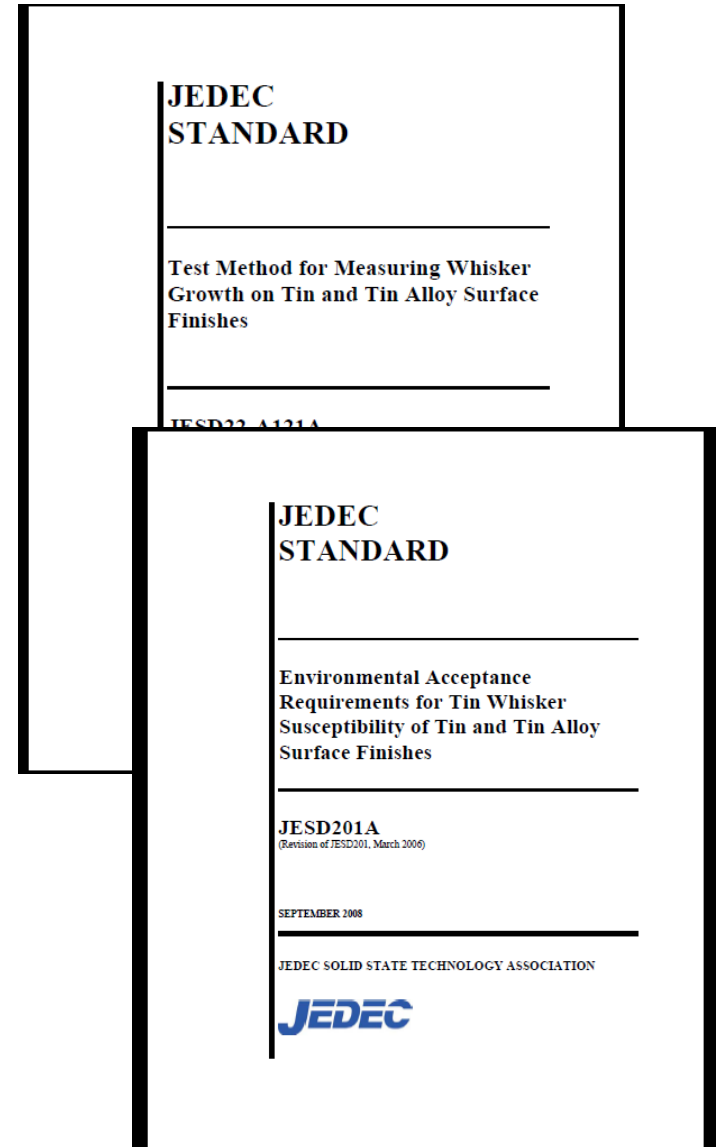 JEDEC
STANDARD
Test Method for Measuring Whisker
Growth on Tin and Tin Alloy Surface
Finishes
JESD22-A121A
JEDEC
STANDARD
Environmental Acceptance
Requirements for Tin Whisker
Susceptibility of Tin and Tin Alloy
Surface Finishes
JESD201A
(Revision of JESD201, March 2006)
SEPTEMBER 2008
JEDEC SOLID STATE TECHNOLOGY ASSOCIATION
JEDEC